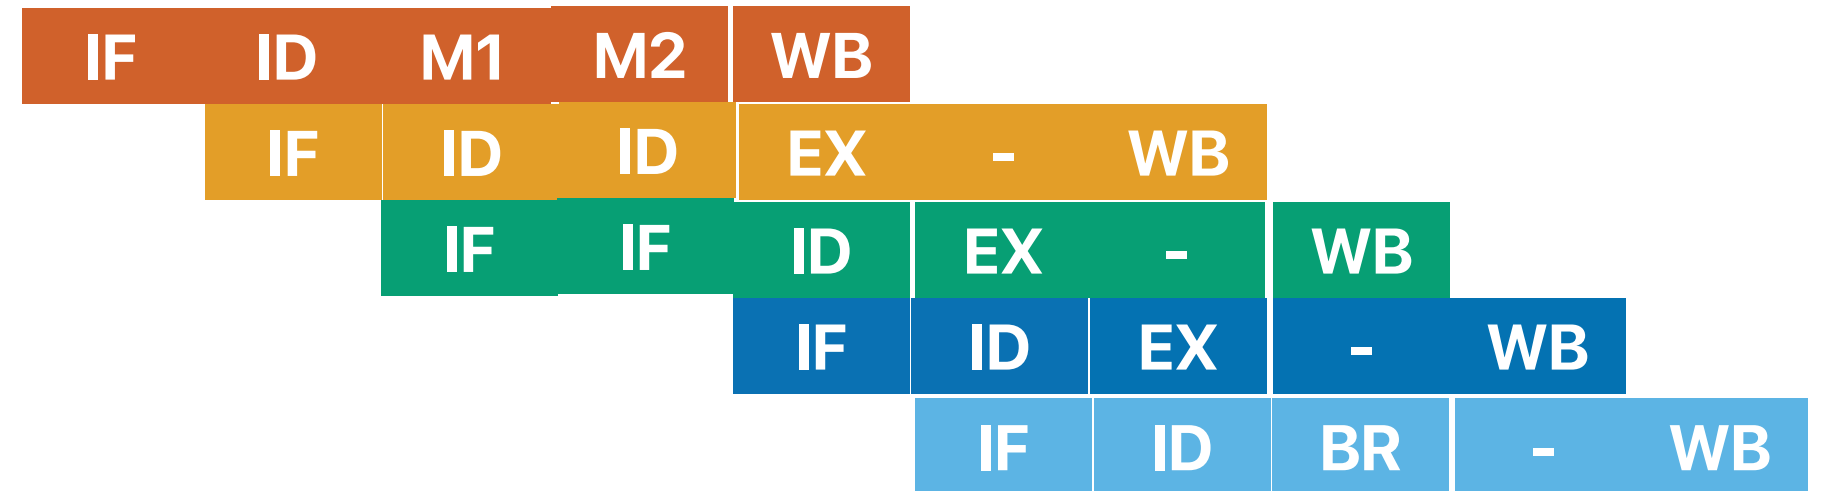 IF ID M1 M2 WB
IF ID ID EX - WB
IF IF ID EX - WB
IF ID EX - WB
IF ID BR - WB